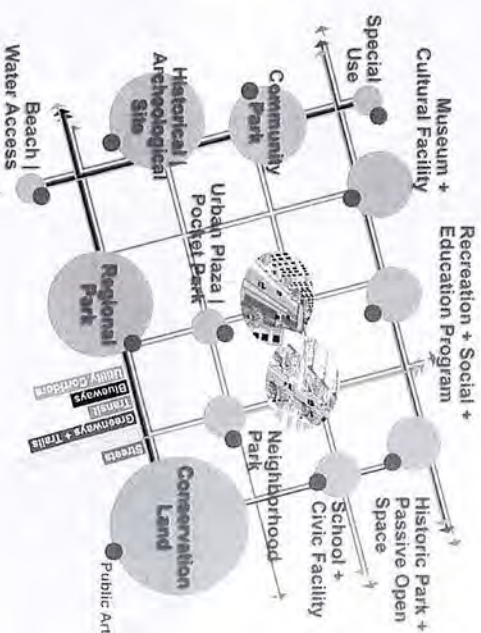 Museum +
Cultural Facility
Recreation + Social +
Education Program
Historic Park +
Passive Open
Space
Special
Use
Community
Park
School +
Civic Facility
Historical |
Archeological
Site
Urban Plaza |
Pocket Park
Neighborhood
Park
Beach |
Water Access
Regional
Park
Conservation
Land
Utility Corridors
Blueways
Transit
Greenways + Trails
Streets
Public Art